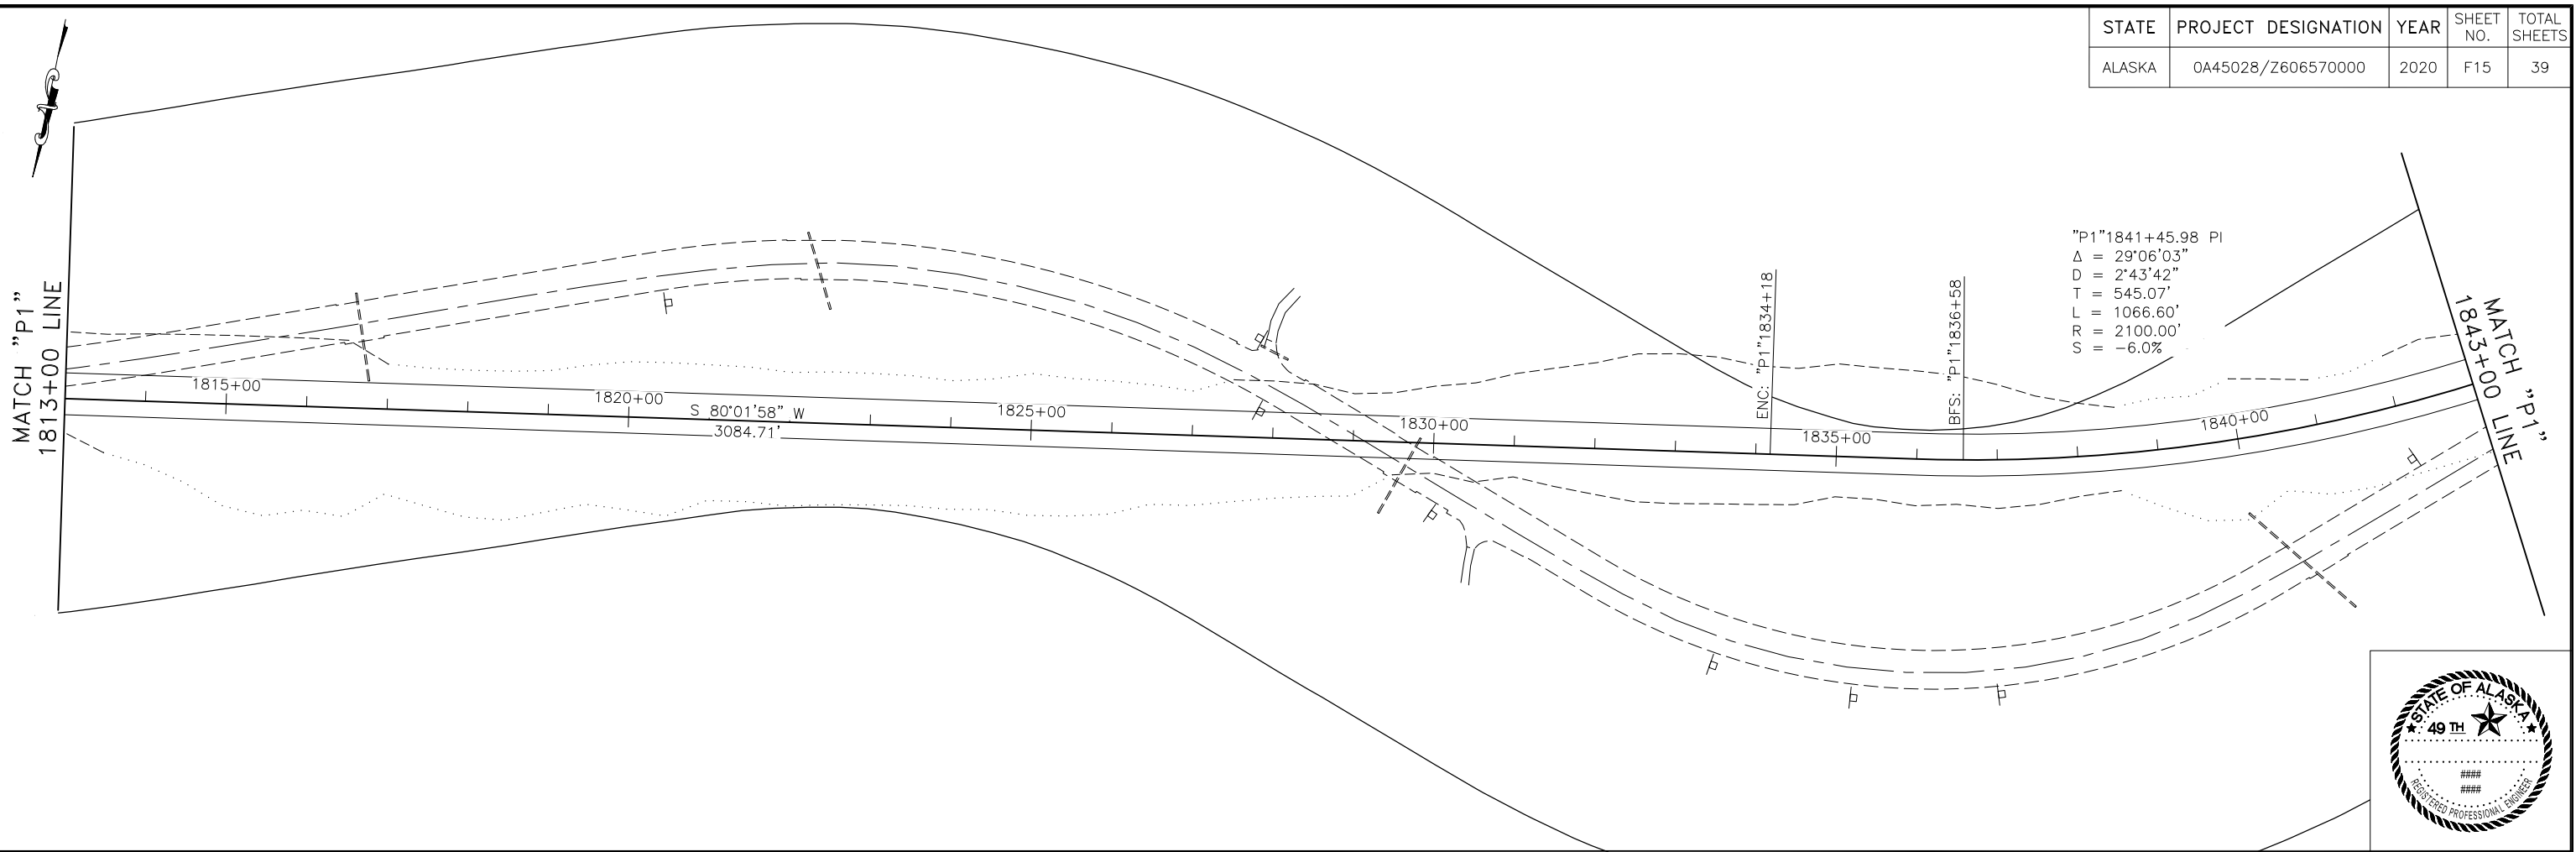 STATE PROJECT DESIGNATION YEAR SHEET NO. TOTAL SHEETS
ALASKA 0A45028/Z606570000 2020 F15 39
MATCH "P1"
1813+00 LINE
1815+00
1820+00
S 80°01'58" W
3084.71'
1825+00
1830+00
ENC: "P1"1834+18
1835+00
BFS: "P1"1836+58
"P1"1841+45.98 PI
Δ = 29°06'03"
D = 2°43'42"
T = 545.07'
L = 1066.60'
R = 2100.00'
S = -6.0%
1840+00
MATCH "P1"
1843+00 LINE
STATE OF ALASKA
49 TH
####
####
REGISTERED PROFESSIONAL ENGINEER